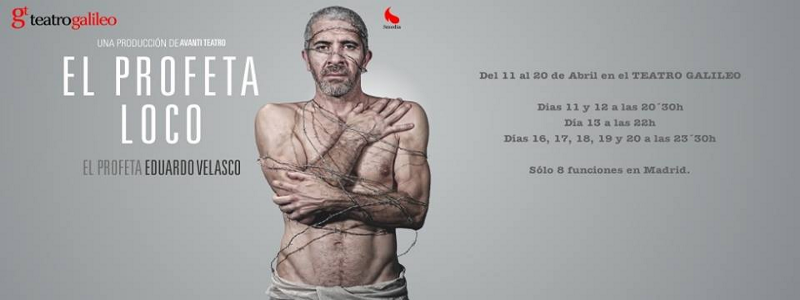 gt teatrogalileo
Smedia
UNA PRODUCCIÓN DE AVANTI TEATRO
EL PROFETA
LOCO
EL PROFETA EDUARDO VELASCO
Del 11 al 20 de Abril en el TEATRO GALILEO
Días 11 y 12 a las 20´30h
Día 13 a las 22h
Días 16, 17, 18, 19 y 20 a las 23´30h
Sólo 8 funciones en Madrid.